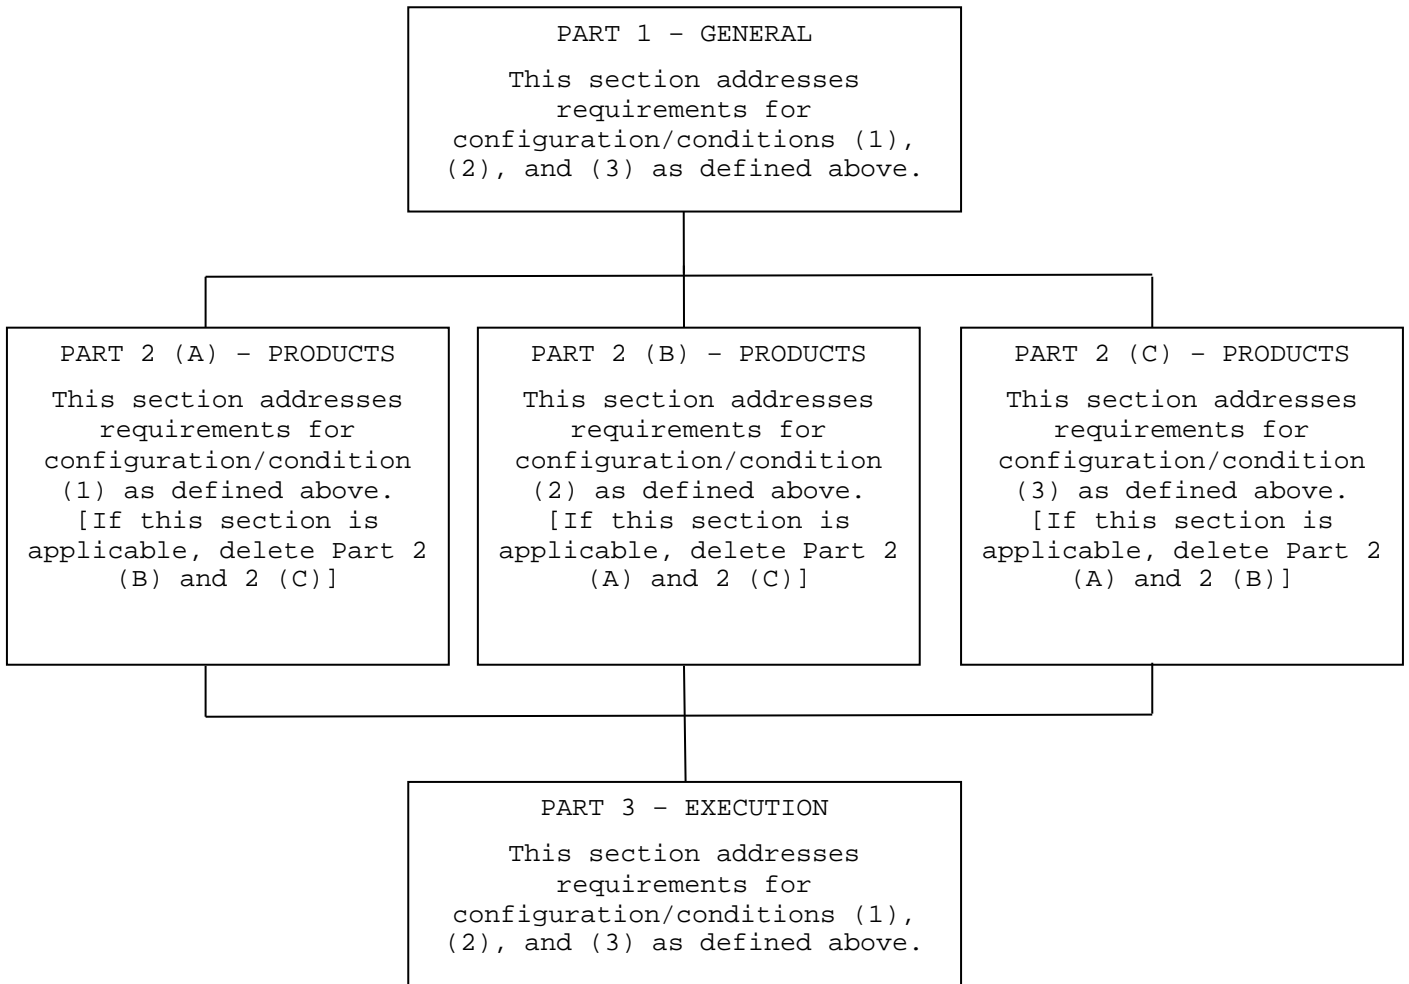 PART 1 – GENERAL
This section addresses
requirements for
configuration/conditions (1),
(2), and (3) as defined above.
PART 2 (A) – PRODUCTS
This section addresses
requirements for
configuration/condition
(1) as defined above.
[If this section is
applicable, delete Part 2
(B) and 2 (C)]
PART 2 (B) – PRODUCTS
This section addresses
requirements for
configuration/condition
(2) as defined above.
[If this section is
applicable, delete Part 2
(A) and 2 (C)]
PART 2 (C) – PRODUCTS
This section addresses
requirements for
configuration/condition
(3) as defined above.
[If this section is
applicable, delete Part 2
(A) and 2 (B)]
PART 3 – EXECUTION
This section addresses
requirements for
configuration/conditions (1),
(2), and (3) as defined above.